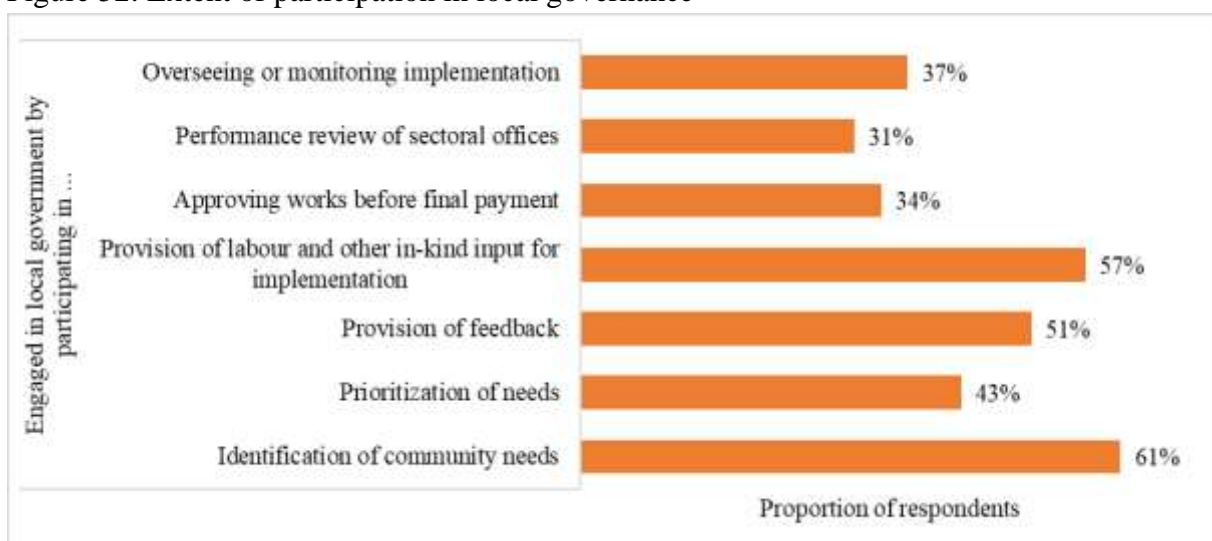 Figure 32: Extent of participation in local governance
Engaged in local government by
participating in ...
Overseeing or monitoring implementation
37%
Performance review of sectoral offices
31%
Approving works before final payment
34%
Provision of labour and other in-kind input for
implementation
57%
Provision of feedback
51%
Prioritization of needs
43%
Identification of community needs
61%
Proportion of respondents